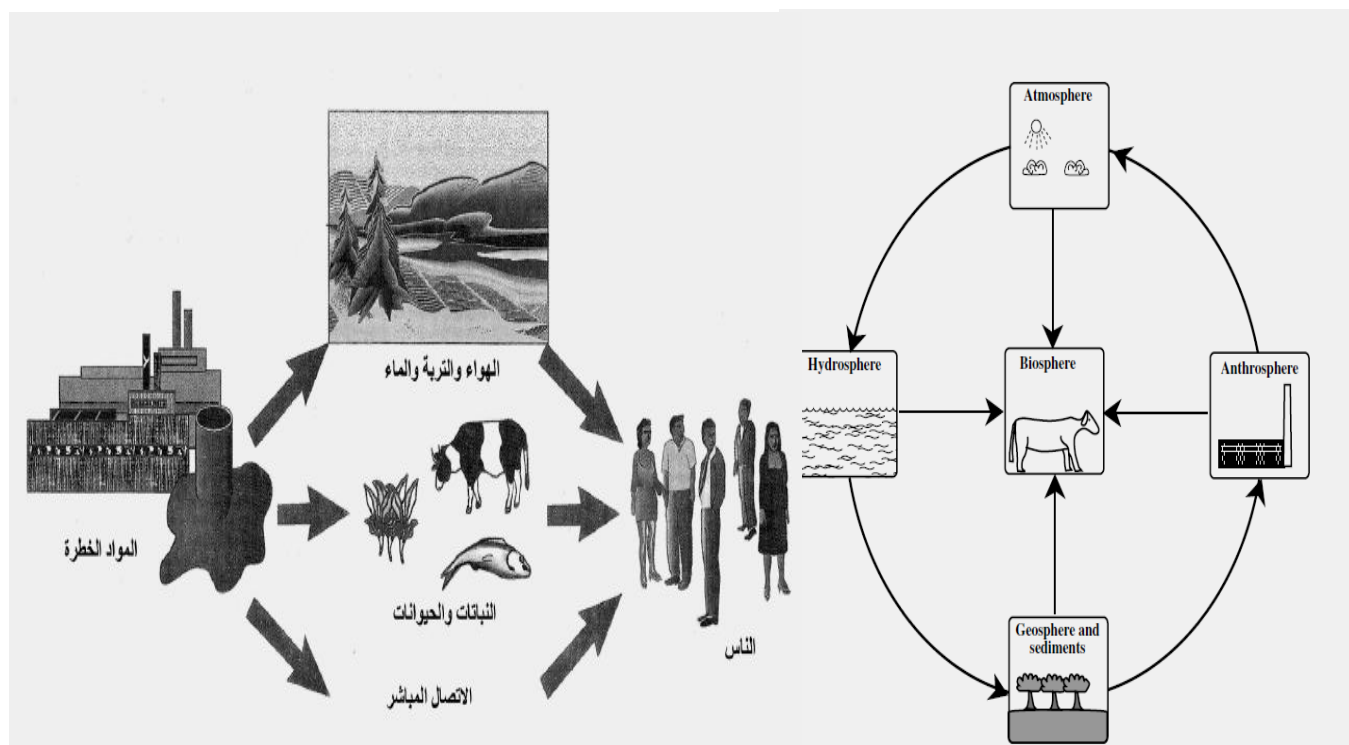 الهواء والتربة والماء
المواد الخطرة
النباتات والحيوانات
الاتصال المباشر
الناس
Atmosphere
Hydrosphere
Biosphere
Anthrosphere
Geosphere and
sediments